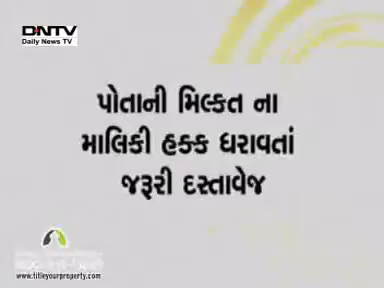 DNTV
Daily News TV
પોતાની મિલ્કત ના
માલિકી હક્ક ધરાવતાં
જરૂરી દસ્તાવેજ
www.titleyourproperty.com